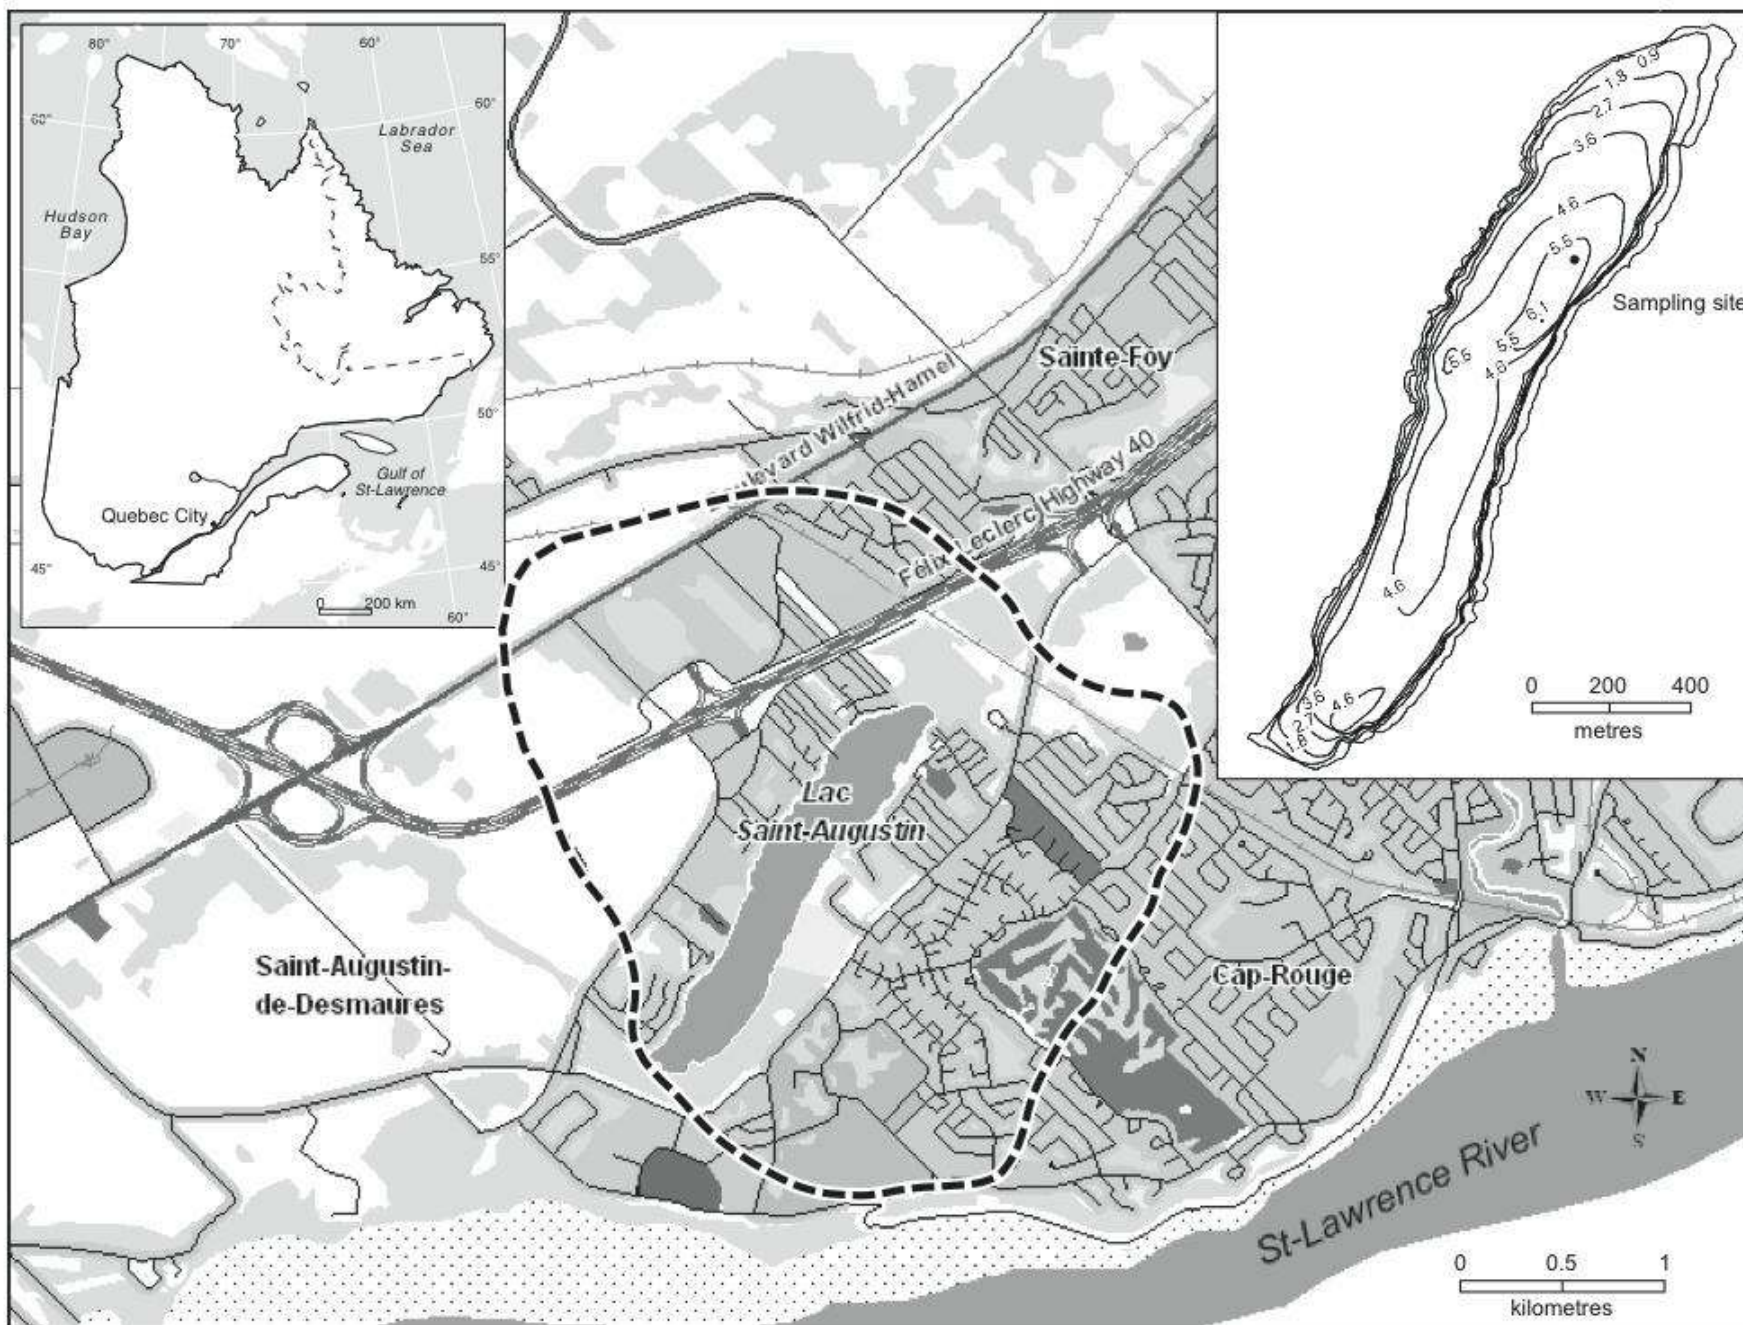 80°
70°
60°
60°
60°
Labrador
Sea
Hudson
Bay
55°
50°
Gulf of
St-Lawrence
Quebec City
45°
45°
0 200 km
60°
0.9
1.8
2.7
3.6
4.6
5.5
6.1
5.5
4.6
4.6
3.6
4.6
2.7
1.8
Sampling site
0 200 400
metres
Sainte-Foy
levard Wilfrid-Hamel
Félix-Leclerc Highway 40
Lac
Saint-Augustin
Saint-Augustin-
de-Desmaures
Cap-Rouge
N
W E
S
St-Lawrence River
0 0.5 1
kilometres